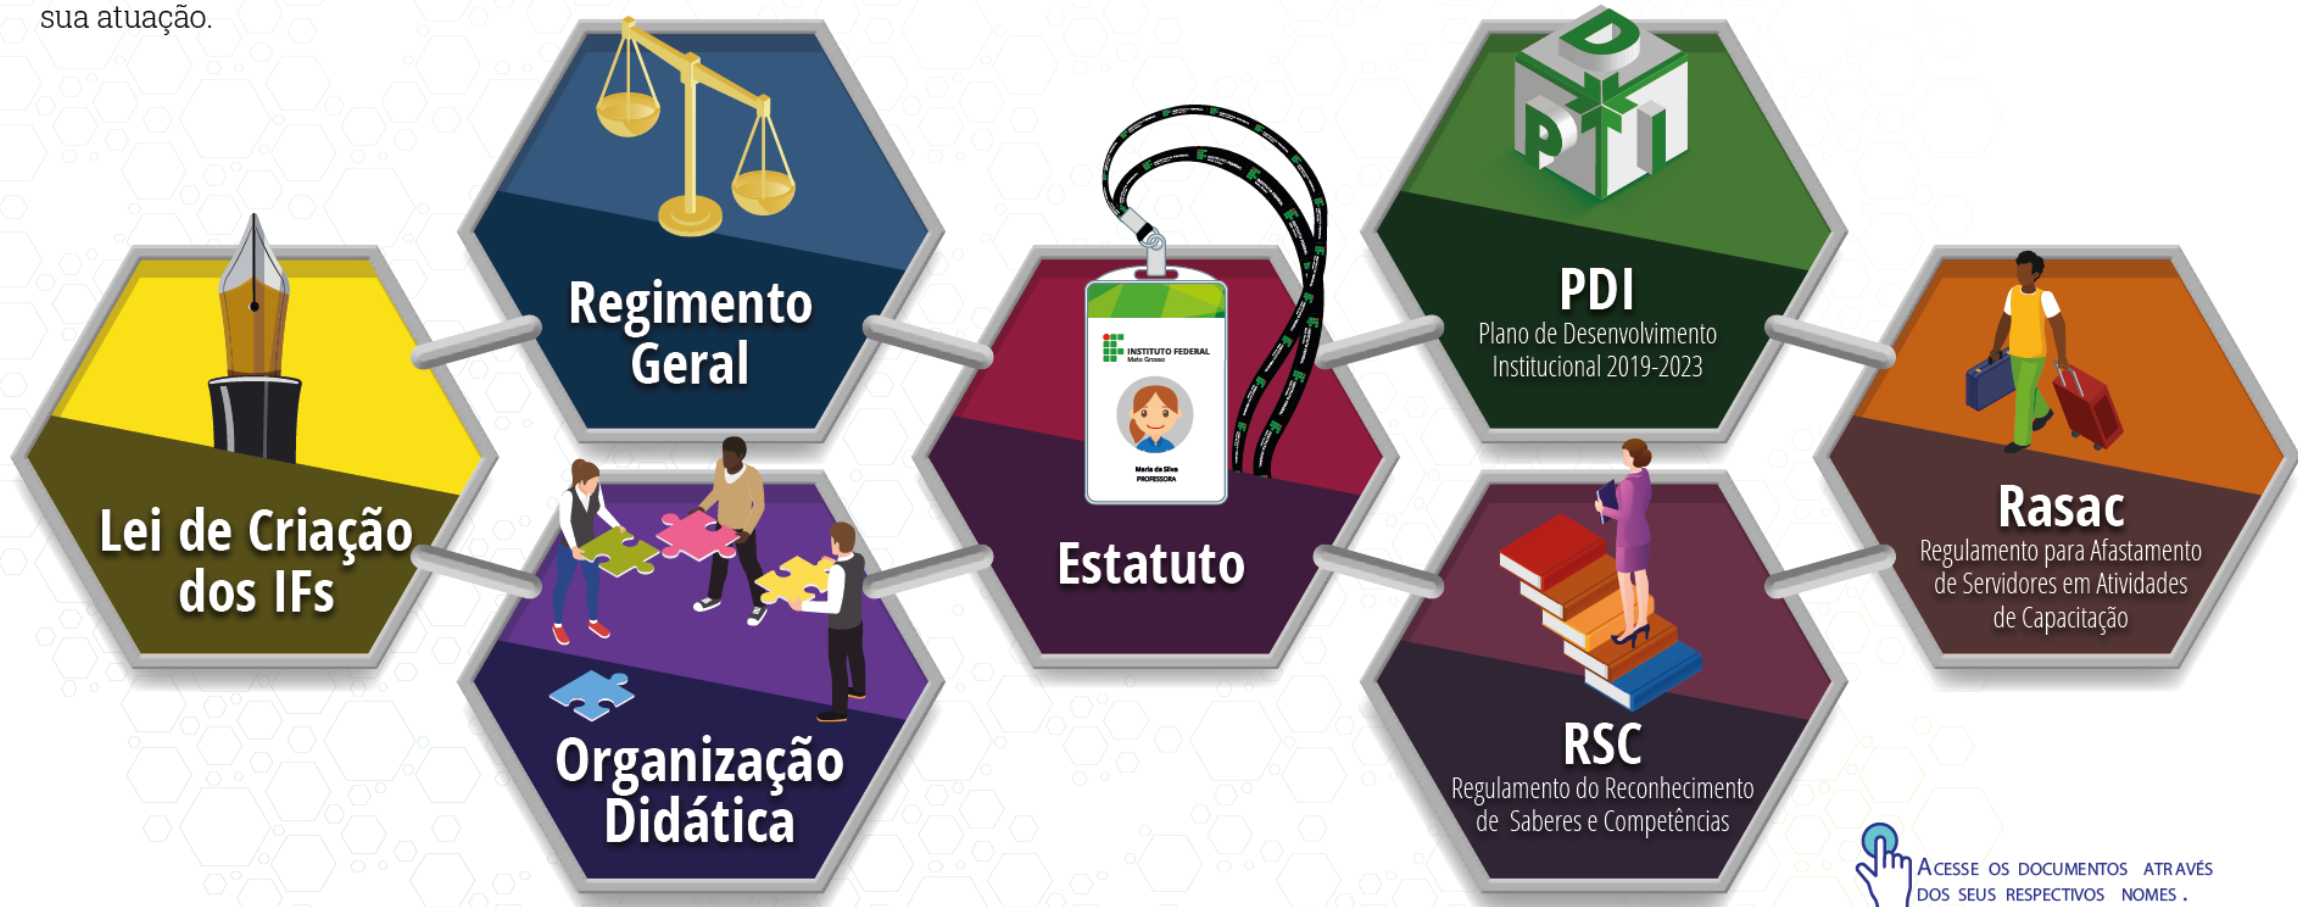 sua atuação.
Regimento
Geral
D
P I
PDI
Plano de Desenvolvimento
Institucional 2019-2023
INSTITUTO FEDERAL
Mato Grosso
Maria da Silva
PROFESSORA
Lei de Criação
dos IFs
Estatuto
Rasac
Regulamento para Afastamento
de Servidores em Atividades
de Capacitação
Organização
Didática
RSC
Regulamento do Reconhecimento
de Saberes e Competências
ACESSE OS DOCUMENTOS ATRAVÉS
DOS SEUS RESPECTIVOS NOMES .